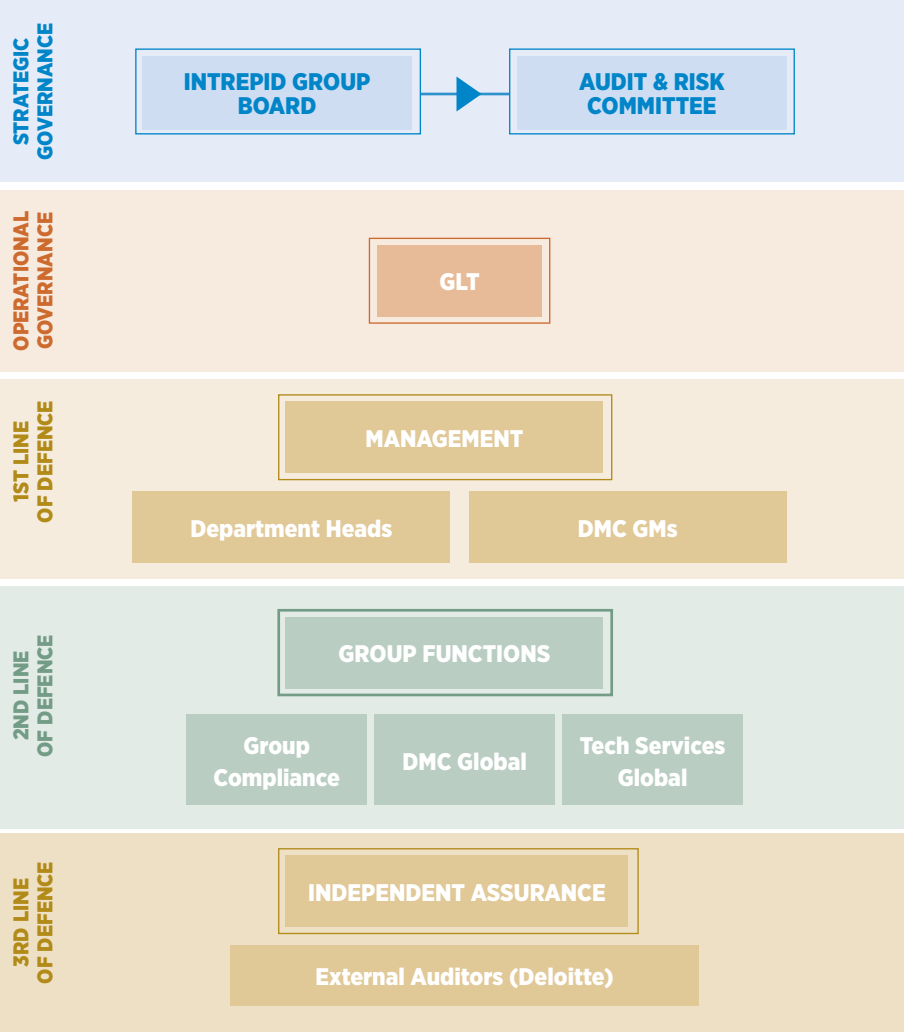 STRATEGIC
GOVERNANCE
INTREPID GROUP
BOARD
AUDIT & RISK
COMMITTEE
OPERATIONAL
GOVERNANCE
GLT
1ST LINE
OF DEFENCE
MANAGEMENT
Department Heads
DMC GMs
2ND LINE
OF DEFENCE
GROUP FUNCTIONS
Group
Compliance
DMC Global
Tech Services
Global
3RD LINE
OF DEFENCE
INDEPENDENT ASSURANCE
External Auditors (Deloitte)